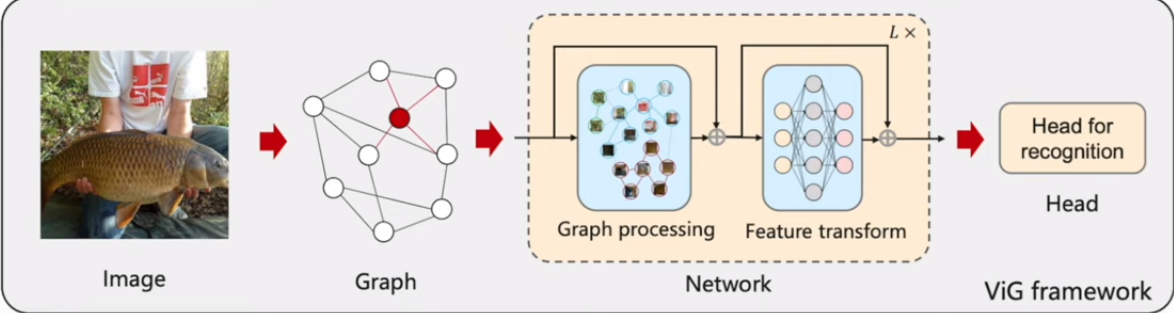 L ×
Graph processing
Feature transform
Head for
recognition
Image
Graph
Network
Head
ViG framework